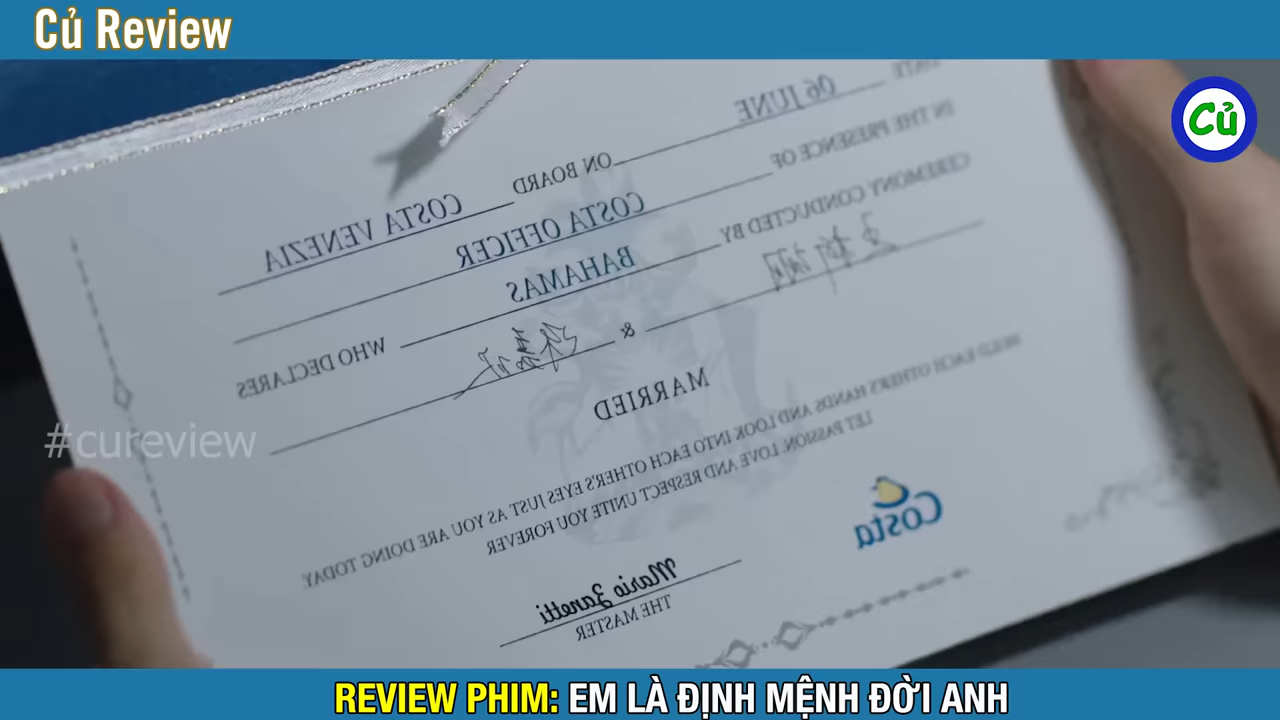 Củ Review
Củ
DATE 06 JUNE
ON BOARD COSTA VENEZIA
IN THE PRESENCE OF COSTA OFFICER
CEREMONY CONDUCTED BY BAHAMAS
WHO DECLARES
&
MARRIED
HOLD EACH OTHER'S HANDS AND LOOK INTO EACH OTHER'S EYES JUST AS YOU ARE DOING TODAY.
LET PASSION, LOVE AND RESPECT UNITE YOU FOREVER
Costa
Mario Zanetti
THE MASTER
#cureview
REVIEW PHIM: EM LÀ ĐỊNH MỆNH ĐỜI ANH